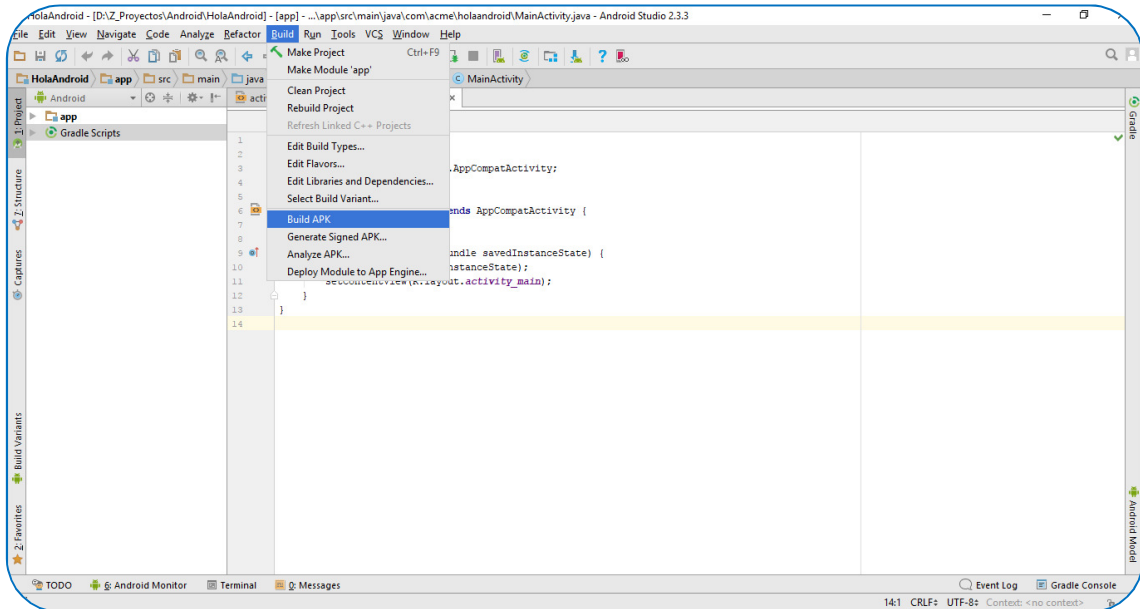 HolaAndroid - [D:\Z_Proyectos\Android\HolaAndroid] - [app] - ...\app\src\main\java\com\acme\holaandroid\MainActivity.java - Android Studio 2.3.3
File Edit View Navigate Code Analyze Refactor Build Run Tools VCS Window Help
HolaAndroid app src main java MainActivity
Android
acti
1: Project
Z: Structure
Captures
Build Variants
2: Favorites
app
Gradle Scripts
Make Project Ctrl+F9
Make Module 'app'
Clean Project
Rebuild Project
Refresh Linked C++ Projects
Edit Build Types...
Edit Flavors...
Edit Libraries and Dependencies...
Select Build Variant...
Build APK
Generate Signed APK...
Analyze APK...
Deploy Module to App Engine...
1
2
3 .AppCompatActivity;
4
5
6 ends AppCompatActivity {
7
8
9 undle savedInstanceState) {
10 nstanceState);
11 setContentView(R.layout.activity_main);
12 }
13 }
14
Gradle
Android Model
TODO 6: Android Monitor Terminal 0: Messages Event Log Gradle Console
14:1 CRLF UTF-8 Context: <no context>